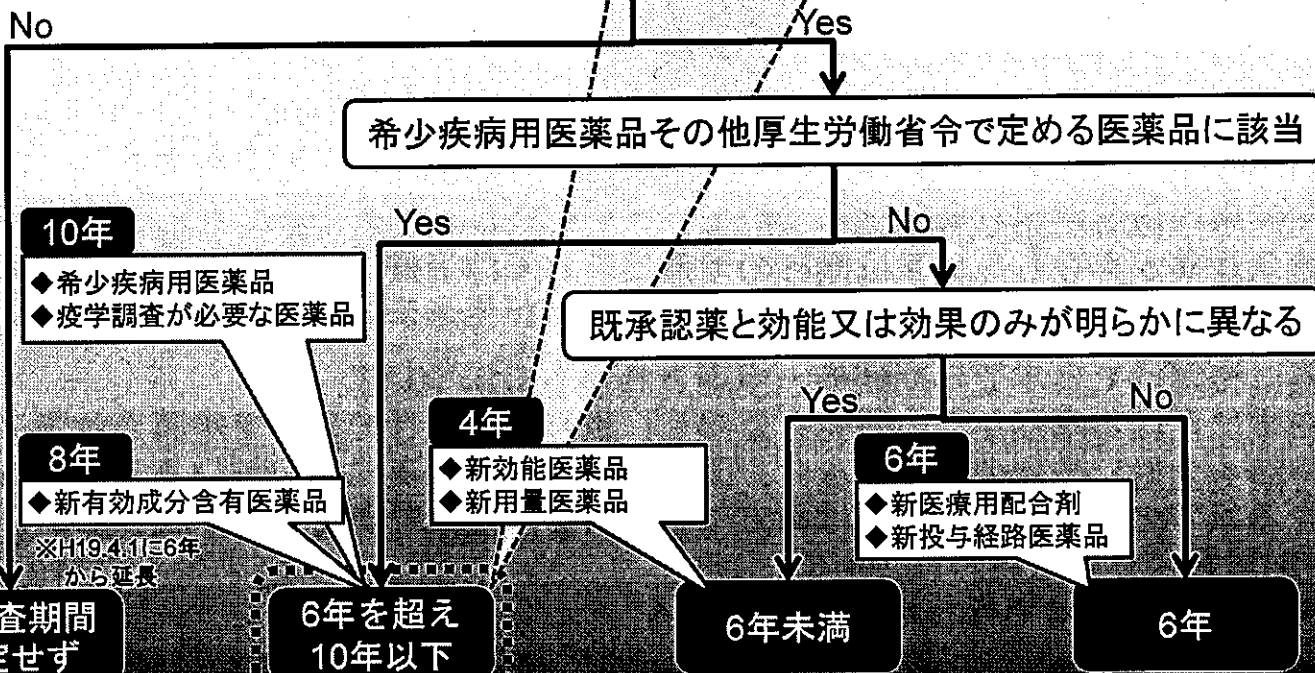 No
Yes
希少疾病用医薬品その他厚生労働省令で定める医薬品に該当
Yes
No
10年
◆希少疾病用医薬品
◆疫学調査が必要な医薬品
既承認薬と効能又は効果のみが明らかに異なる
Yes
No
4年
◆新効能医薬品
◆新用量医薬品
8年
◆新有効成分含有医薬品
※H19.4.1に6年
から延長
6年
◆新医療用配合剤
◆新投与経路医薬品
査期間
定せず
6年を超え
10年以下
6年未満
6年